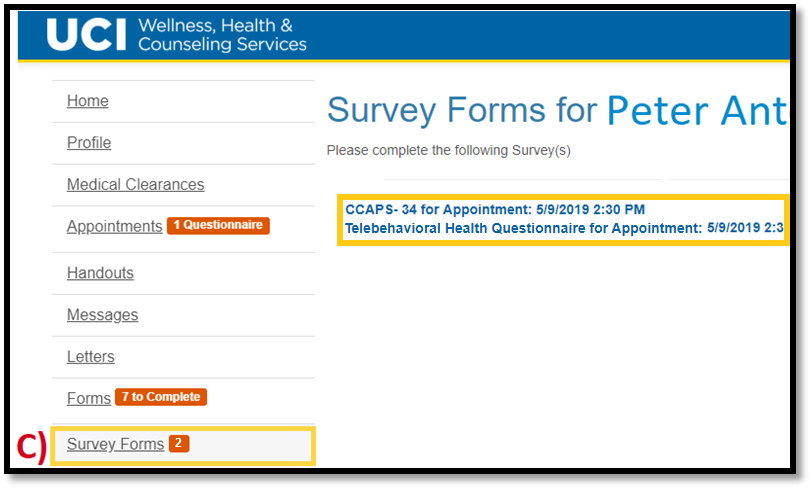 UCI Wellness, Health &
Counseling Services
Home
Profile
Medical Clearances
Appointments 1 Questionnaire
Handouts
Messages
Letters
Forms 7 to Complete
C) Survey Forms 2
Survey Forms for Peter Ant
Please complete the following Survey(s)
CCAPS- 34 for Appointment: 5/9/2019 2:30 PM
Telebehavioral Health Questionnaire for Appointment: 5/9/2019 2:3